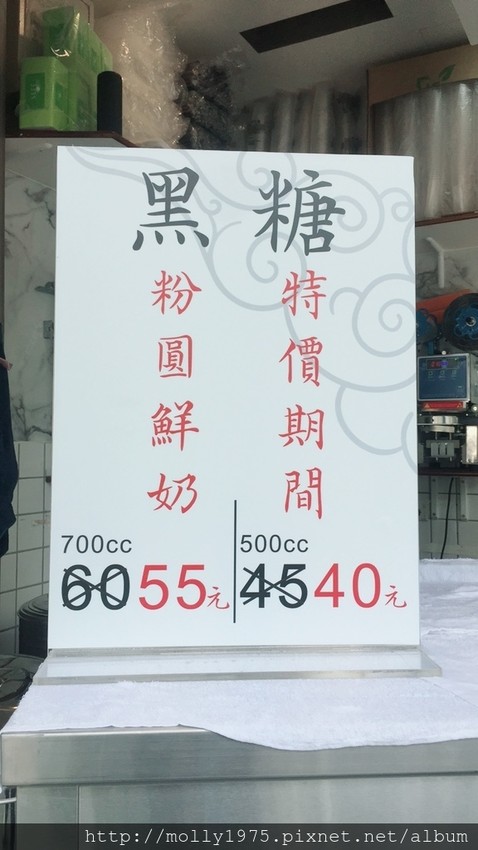 黑糖
粉圓鮮奶
特價期間
700cc
60 55元
500cc
45 40元
http://molly1975.pixnet.net/album